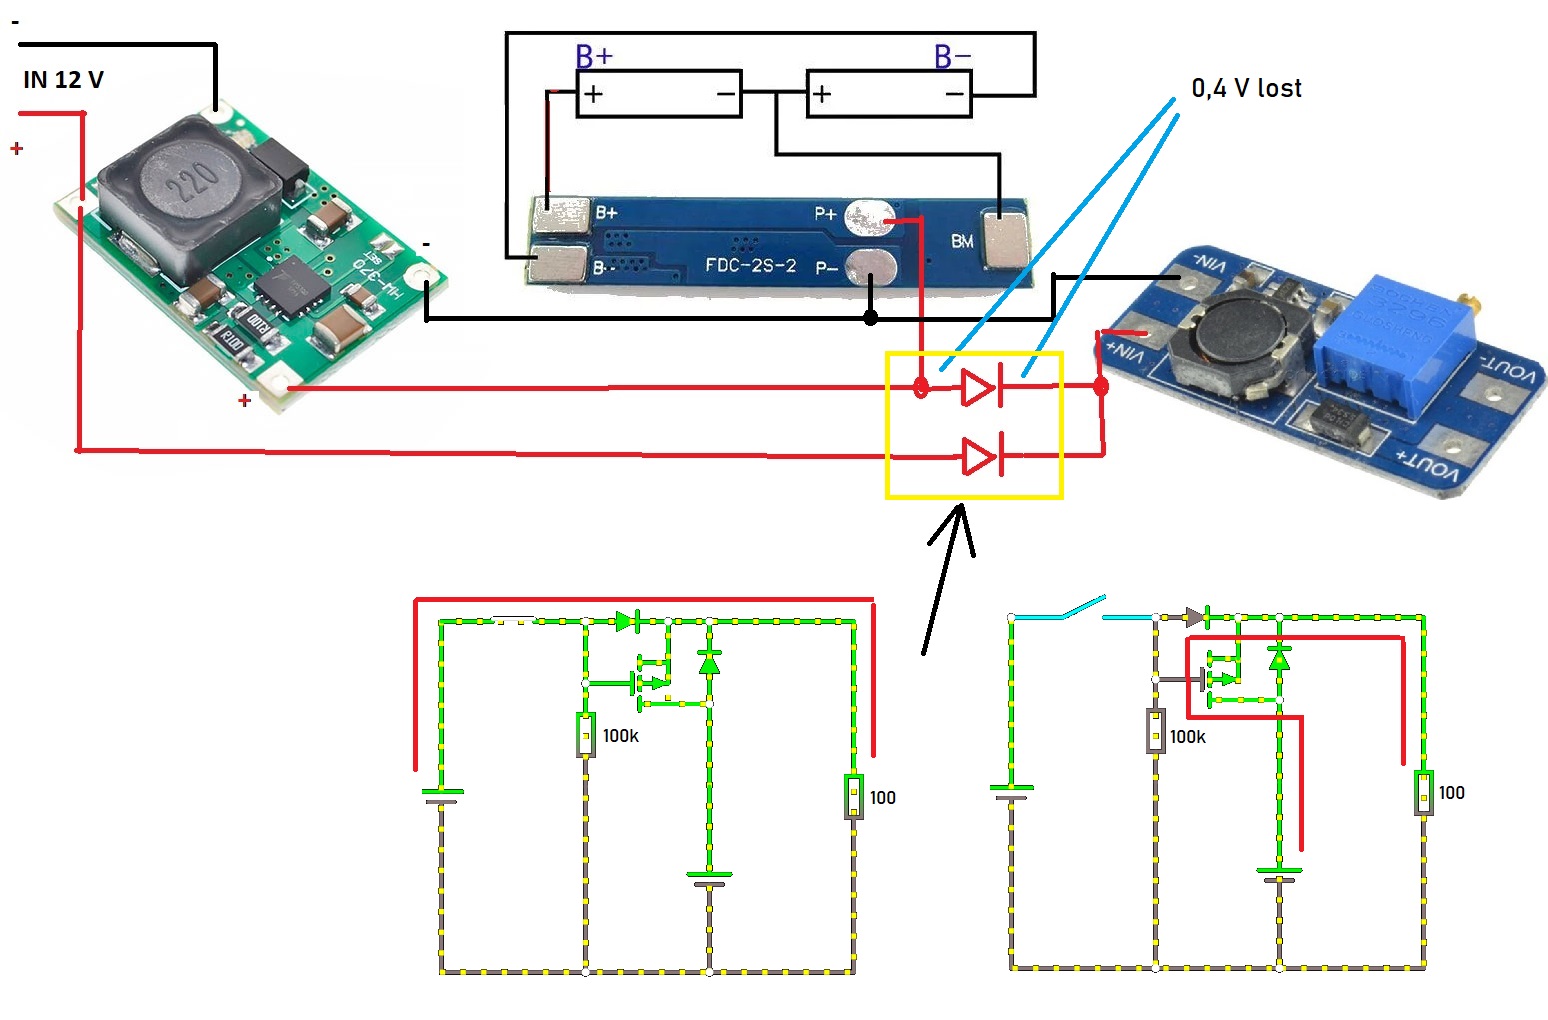 -
IN 12 V
+
220
-
HW-370
SET
R100
+
B+
B-
+
-
+
-
B+
B-
P+
P-
FDC-2S-2
BM
0,4 V lost
VIN-
VIN+
VOUT-
VOUT+
100k
100
100k
100